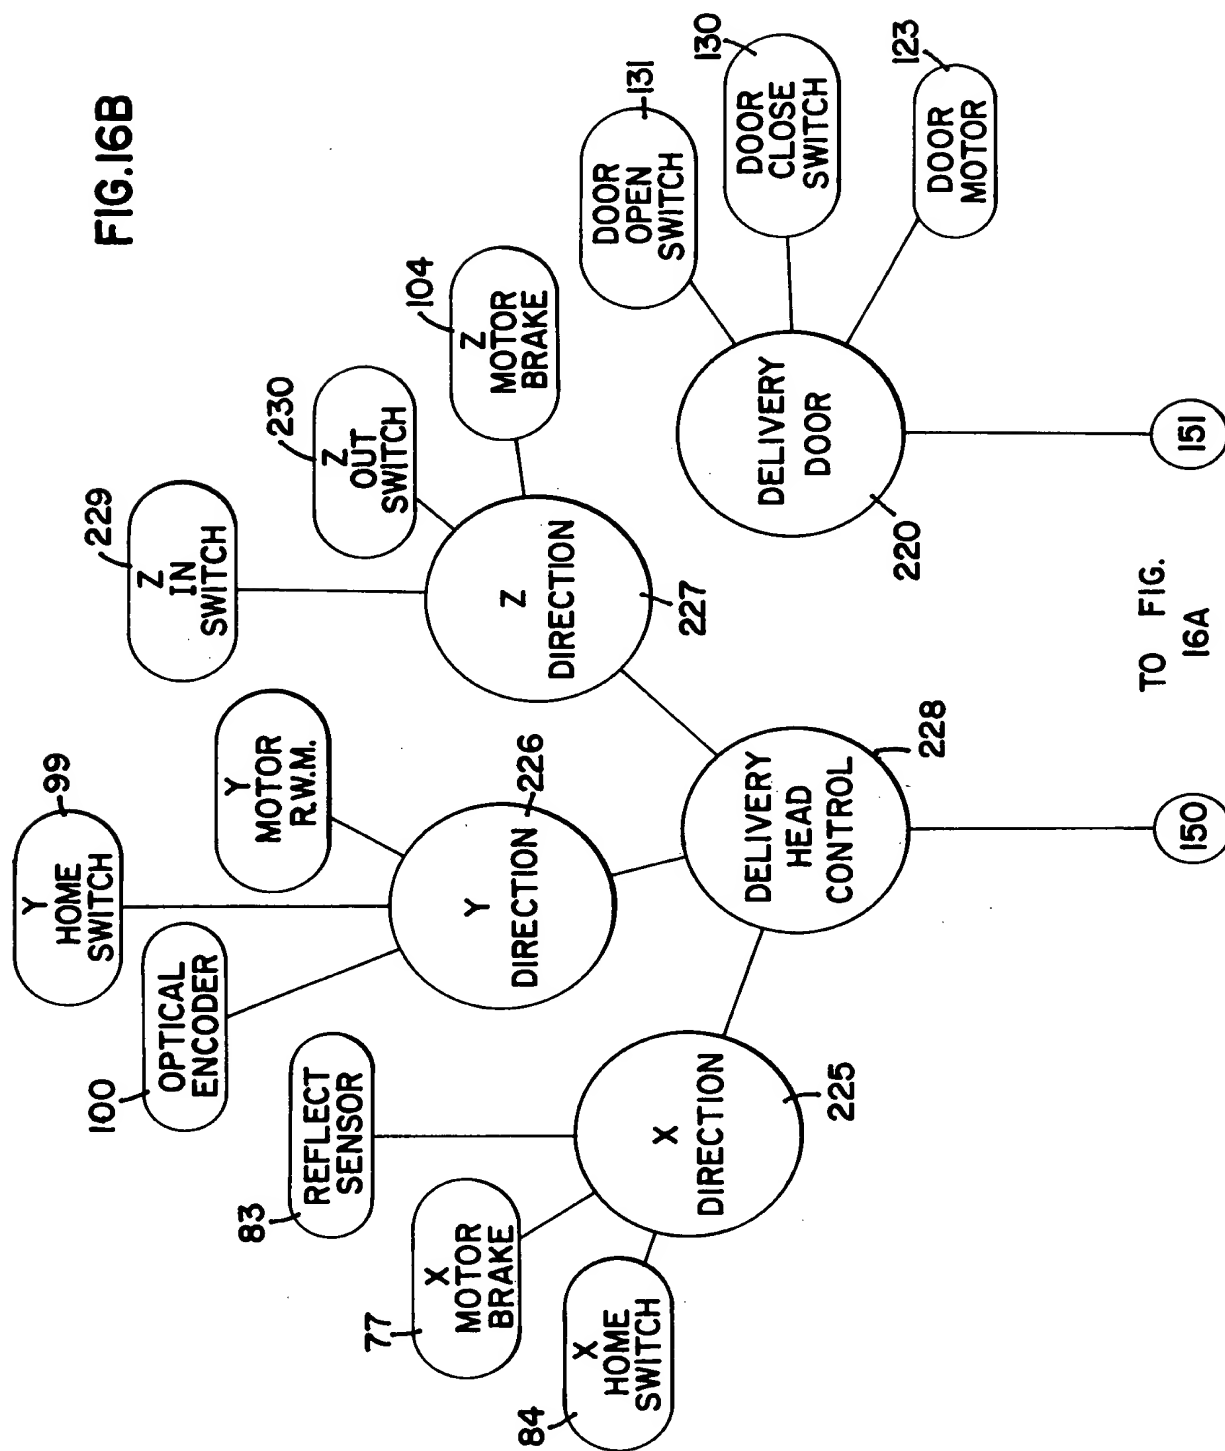 FIG.16B
99
Y
HOME
SWITCH
100
OPTICAL
ENCODER
Y
MOTOR
R.W.M.
229
Z
IN
SWITCH
230
Z
OUT
SWITCH
104
Z
MOTOR
BRAKE
83
REFLECT
SENSOR
77
X
MOTOR
BRAKE
84
X
HOME
SWITCH
Y
DIRECTION
226
Z
DIRECTION
227
X
DIRECTION
225
DELIVERY
HEAD
CONTROL
228
DOOR
OPEN
SWITCH
131
DOOR
CLOSE
SWITCH
130
DOOR
MOTOR
123
DELIVERY
DOOR
220
150
TO FIG.
16A
151